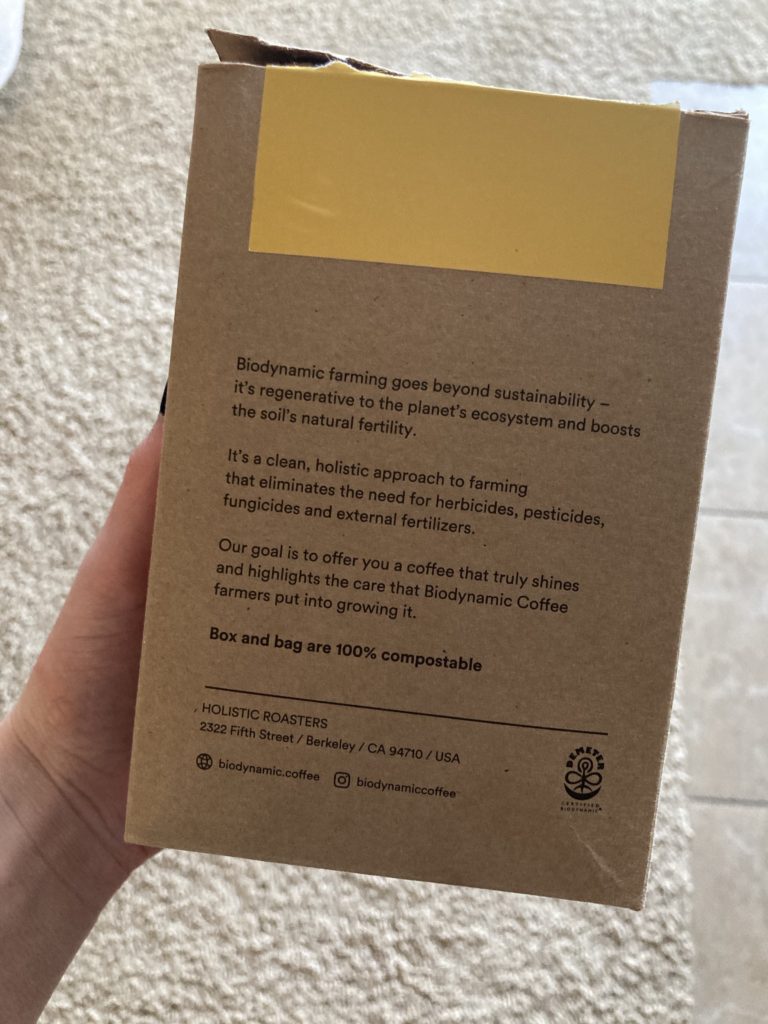 Biodynamic farming goes beyond sustainability –
it's regenerative to the planet's ecosystem and boosts
the soil's natural fertility.
It's a clean, holistic approach to farming
that eliminates the need for herbicides, pesticides,
fungicides and external fertilizers.
Our goal is to offer you a coffee that truly shines
and highlights the care that Biodynamic Coffee
farmers put into growing it.
Box and bag are 100% compostable
HOLISTIC ROASTERS
2322 Fifth Street / Berkeley / CA 94710 / USA
biodynamic.coffee biodynamiccoffee
DEMETER
CERTIFIED
BIODYNAMIC